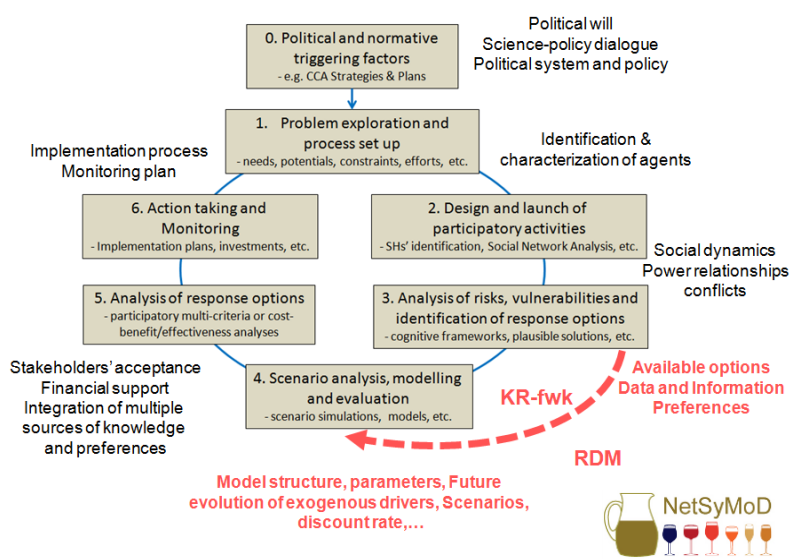 0. Political and normative
triggering factors
- e.g. CCA Strategies & Plans
Political will
Science-policy dialogue
Political system and policy
1. Problem exploration and
process set up
- needs, potentials, constraints, efforts, etc.
Implementation process
Monitoring plan
Identification &
characterization of agents
6. Action taking and
Monitoring
- Implementation plans, investments, etc.
2. Design and launch of
participatory activities
- SHs' identification, Social Network Analysis, etc.
Social dynamics
Power relationships
conflicts
5. Analysis of response options
- participatory multi-criteria or cost-
benefit/effectiveness analyses
3. Analysis of risks, vulnerabilities and
identification of response options
- cognitive frameworks, plausible solutions, etc.
Stakeholders' acceptance
Financial support
Integration of multiple
sources of knowledge
and preferences
4. Scenario analysis, modelling
and evaluation
- scenario simulations, models, etc.
KR-fwk
Available options
Data and Information
Preferences
RDM
Model structure, parameters, Future
evolution of exogenous drivers, Scenarios,
discount rate,...
NetSyMoD